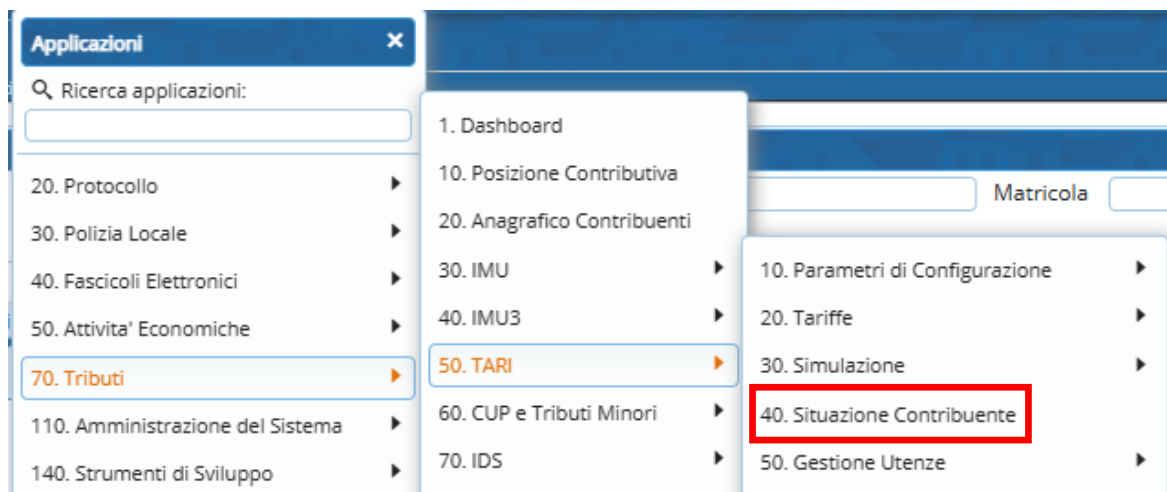 Applicazioni ×
Ricerca applicazioni:
20. Protocollo
30. Polizia Locale
40. Fascicoli Elettronici
50. Attivita' Economiche
70. Tributi
110. Amministrazione del Sistema
140. Strumenti di Sviluppo
1. Dashboard
10. Posizione Contributiva
20. Anagrafico Contribuenti
30. IMU
40. IMU3
50. TARI
60. CUP e Tributi Minori
70. IDS
Matricola
10. Parametri di Configurazione
20. Tariffe
30. Simulazione
40. Situazione Contribuente
50. Gestione Utenze